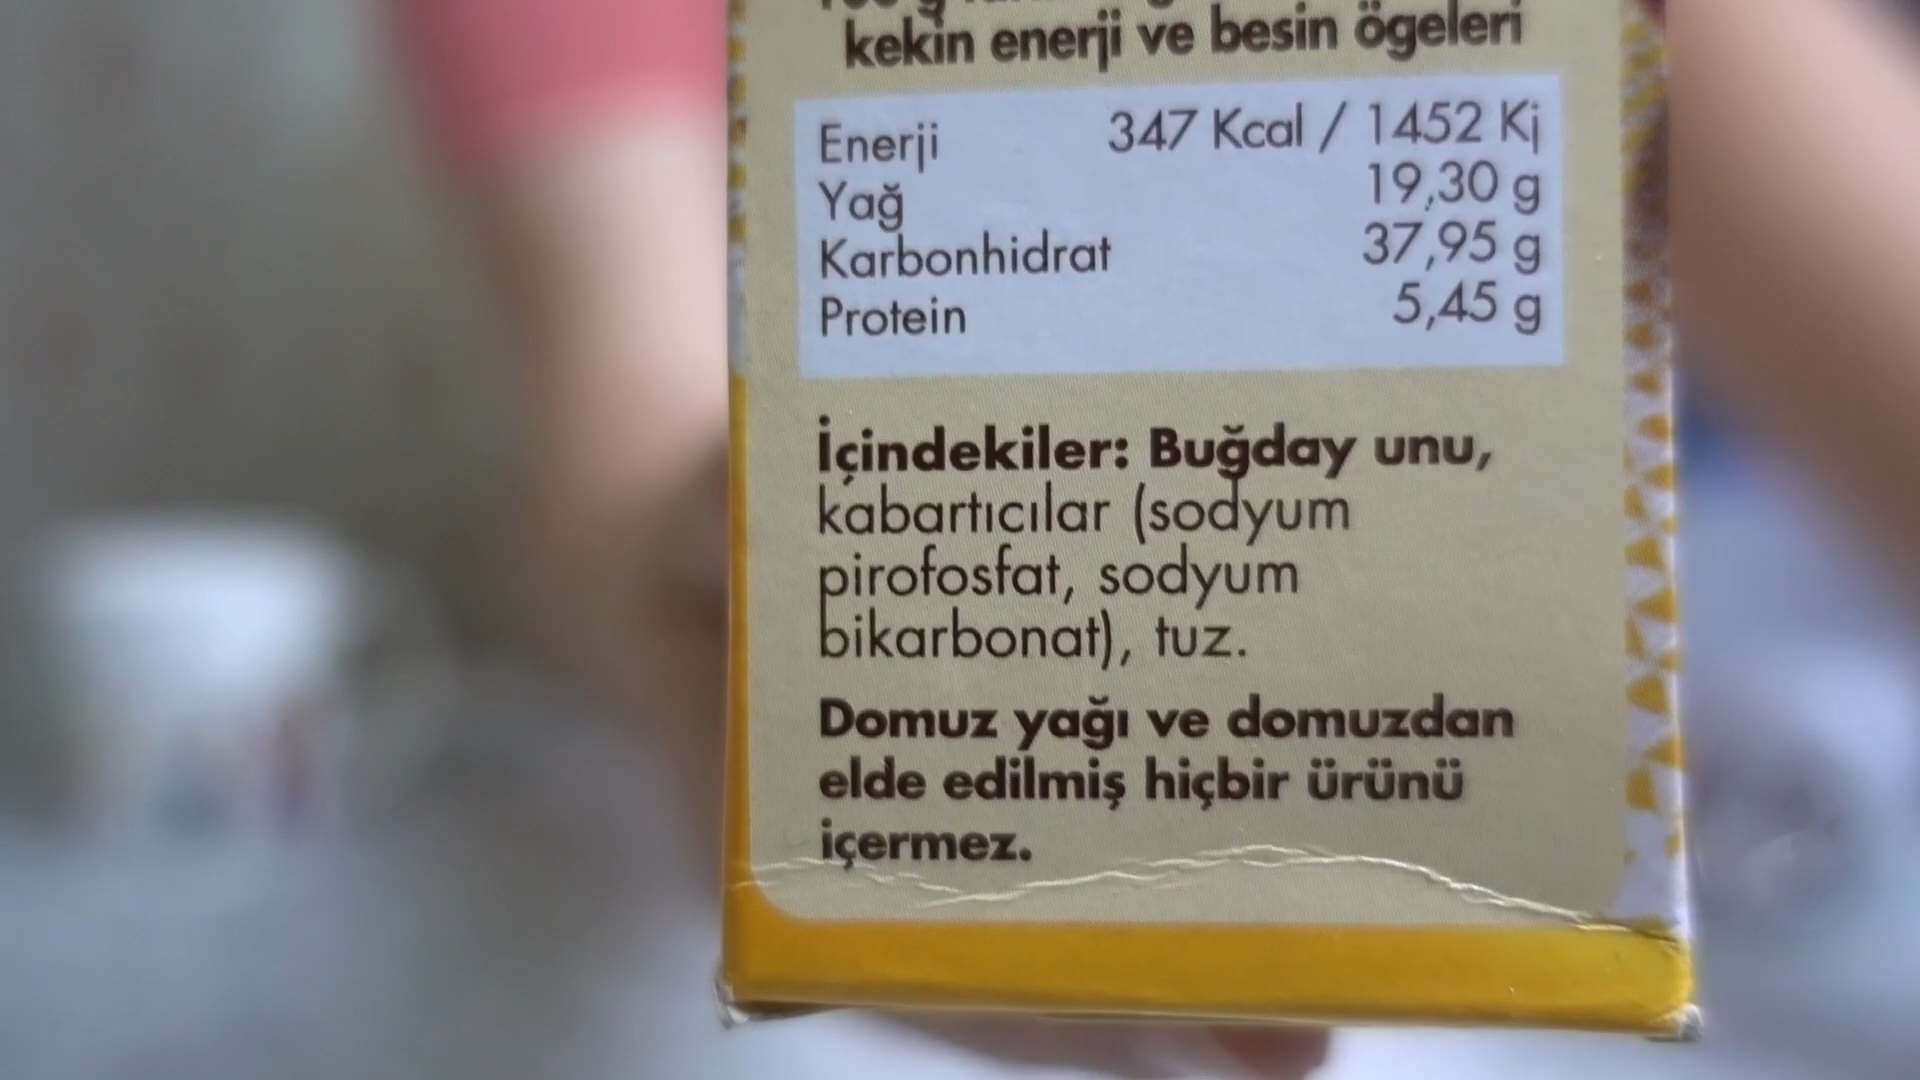 kekin enerji ve besin ögeleri
Enerji 347 Kcal / 1452 Kj
Yağ 19,30 g
Karbonhidrat 37,95 g
Protein 5,45 g
İçindekiler: Buğday unu,
kabartıcılar (sodyum
pirofosfat, sodyum
bikarbonat), tuz.
Domuz yağı ve domuzdan
elde edilmiş hiçbir ürünü
içermez.